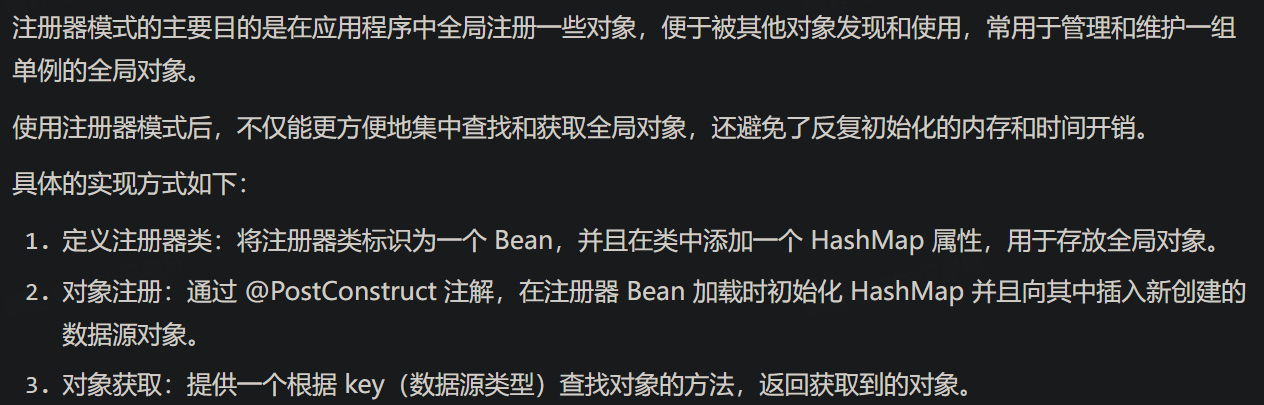 注册器模式的主要目的是在应用程序中全局注册一些对象，便于被其他对象发现和使用，常用于管理和维护一组
单例的全局对象。
使用注册器模式后，不仅能更方便地集中查找和获取全局对象，还避免了反复初始化的内存和时间开销。
具体的实现方式如下：
1. 定义注册器类：将注册器类标识为一个 Bean，并且在类中添加一个 HashMap 属性，用于存放全局对象。
2. 对象注册：通过 @PostConstruct 注解，在注册器 Bean 加载时初始化 HashMap 并且向其中插入新创建的
数据源对象。
3. 对象获取：提供一个根据 key（数据源类型）查找对象的方法，返回获取到的对象。